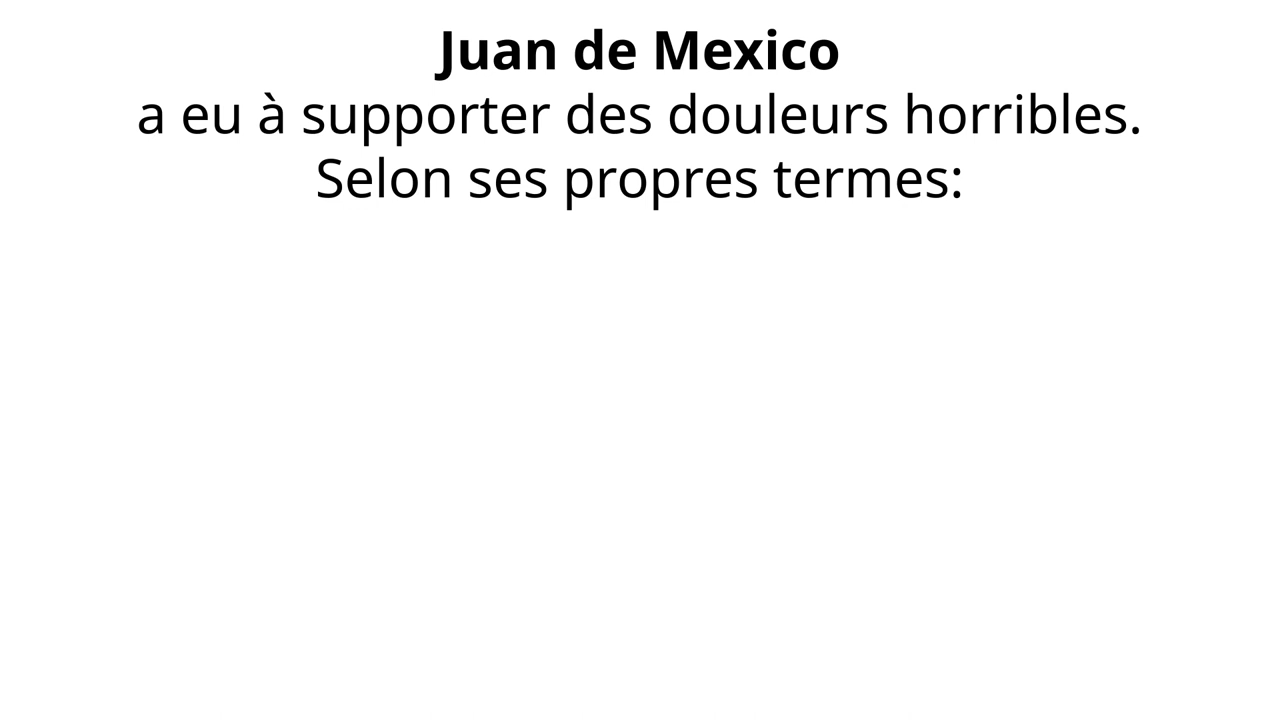 Juan de Mexico
a eu à supporter des douleurs horribles.
Selon ses propres termes: